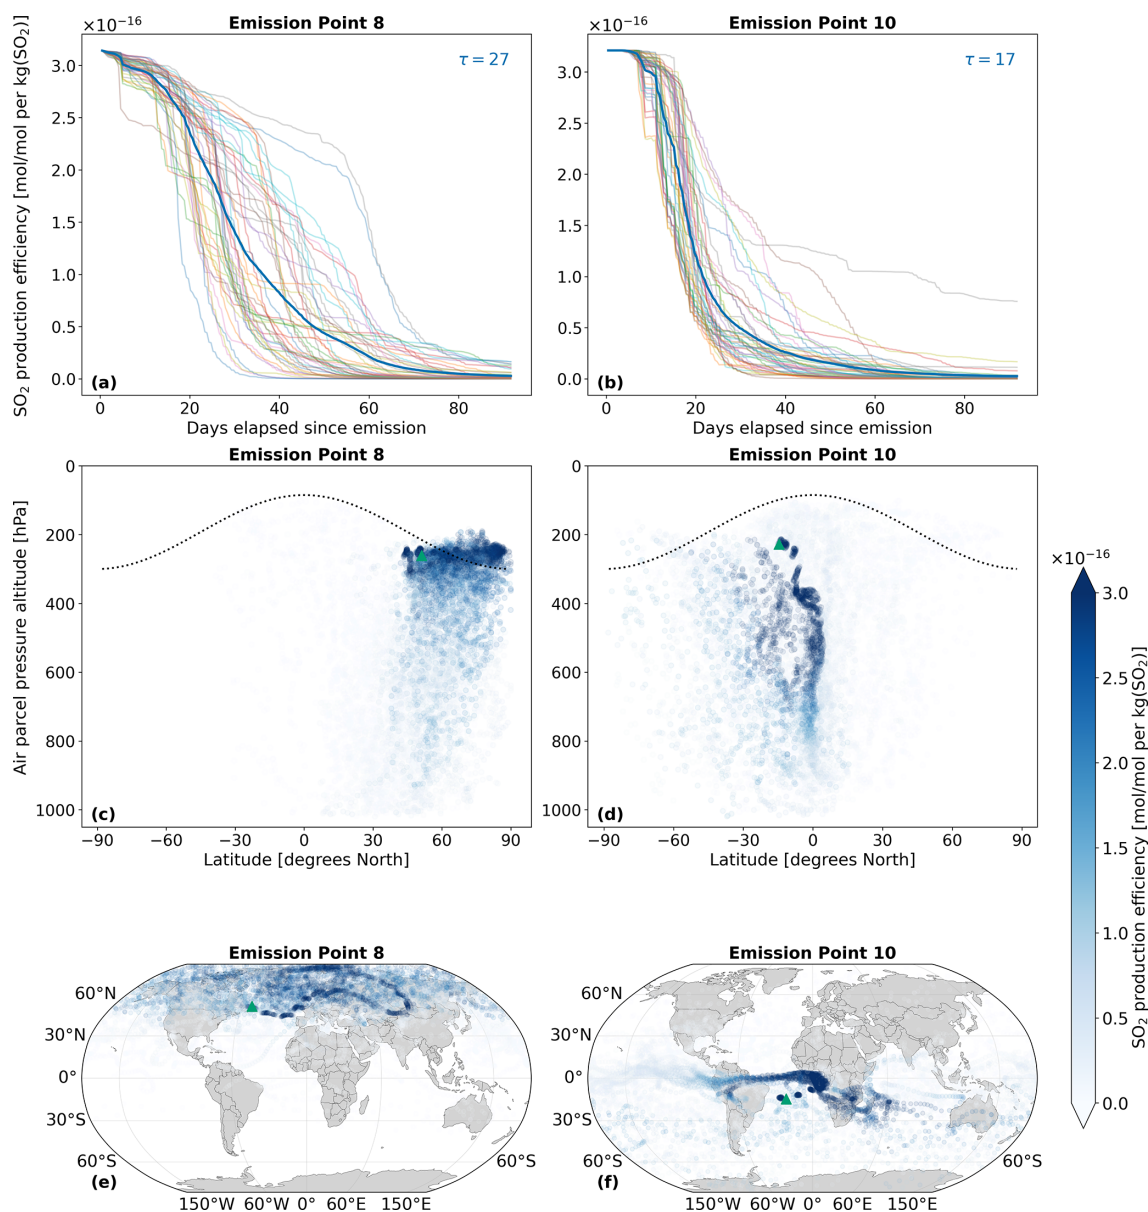 ×10−16
Emission Point 8
×10−16
Emission Point 10
SO2 production efficiency [mol/mol per kg(SO2)]
3.0
2.5
2.0
1.5
1.0
0.5
0.0
τ = 27
(a)
0
20
40
60
80
Days elapsed since emission
3.0
2.5
2.0
1.5
1.0
0.5
0.0
τ = 17
(b)
0
20
40
60
80
Days elapsed since emission
Emission Point 8
Emission Point 10
Air parcel pressure altitude [hPa]
0
200
400
600
800
1000
(c)
−90
−60
−30
0
30
60
90
Latitude [degrees North]
0
200
400
600
800
1000
(d)
−90
−60
−30
0
30
60
90
Latitude [degrees North]
×10−16
3.0
2.5
2.0
1.5
1.0
0.5
0.0
SO2 production efficiency [mol/mol per kg(SO2)]
Emission Point 8
60°N
30°N
0°
30°S
60°S
60°S
(e)
150°W 60°W 0° 60°E 150°E
Emission Point 10
60°N
30°N
0°
30°S
60°S
60°S
(f)
150°W 60°W 0° 60°E 150°E